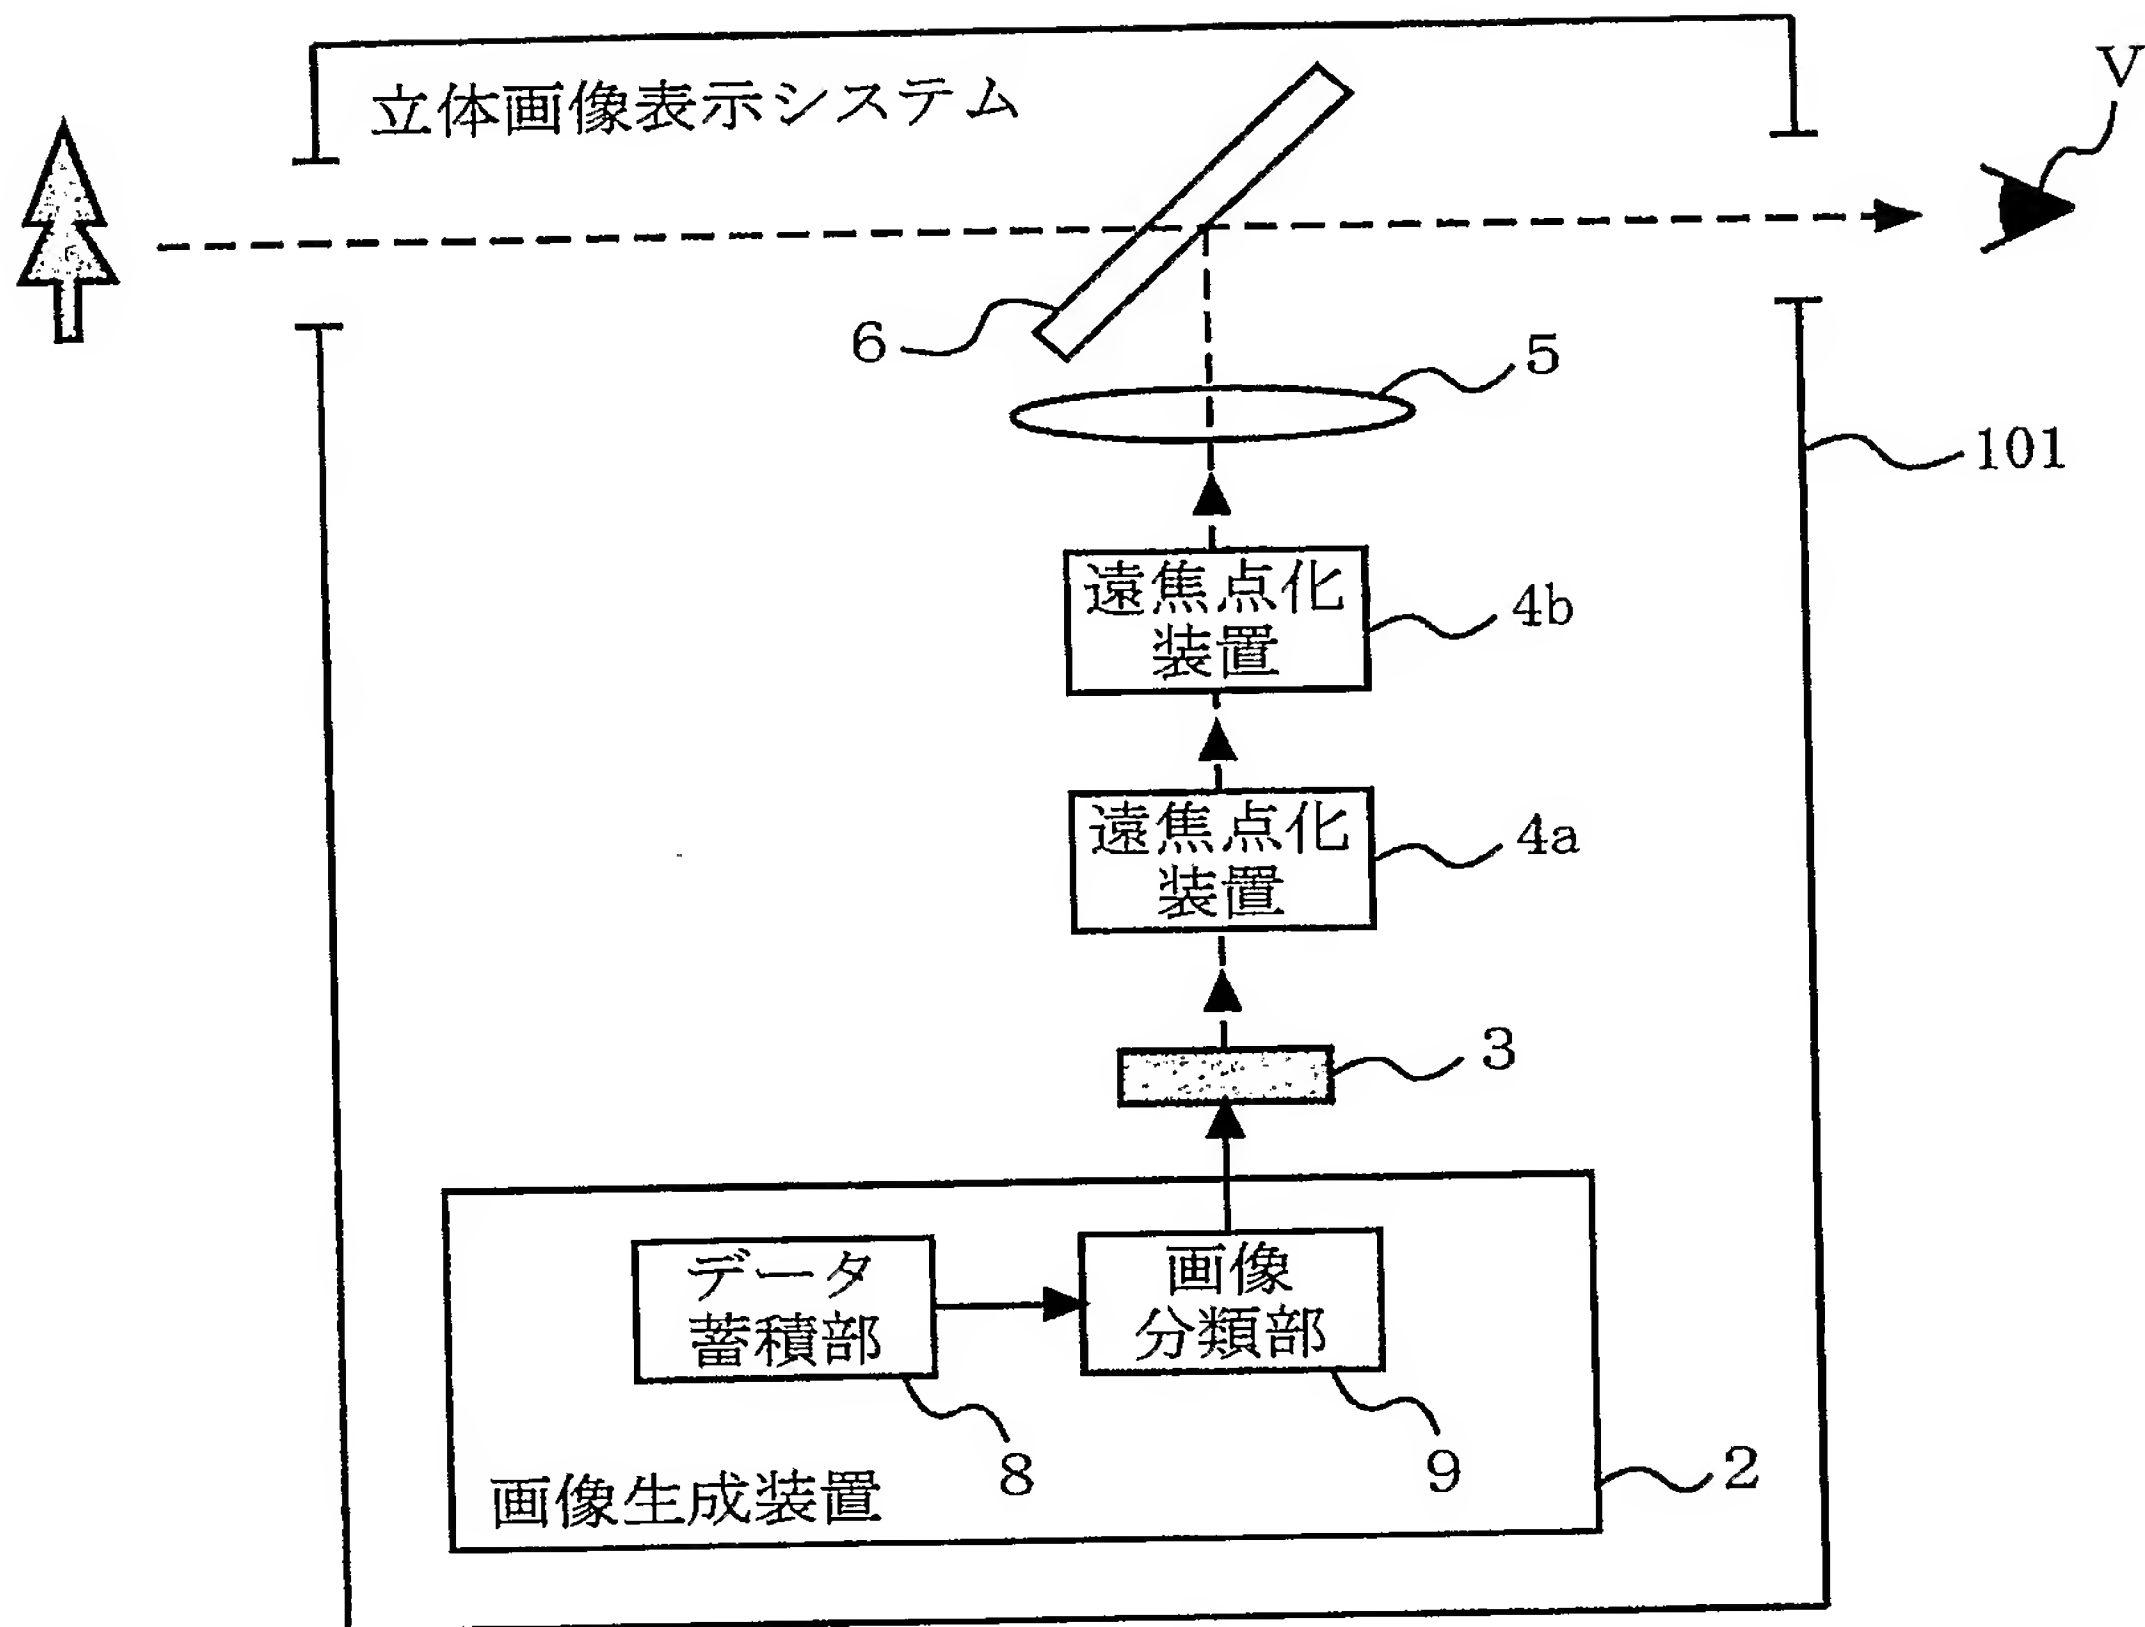 立体画像表示システム
V
6
5
101
遠焦点化
装置
4b
遠焦点化
装置
4a
3
データ
蓄積部
画像
分類部
8
9
2
画像生成装置